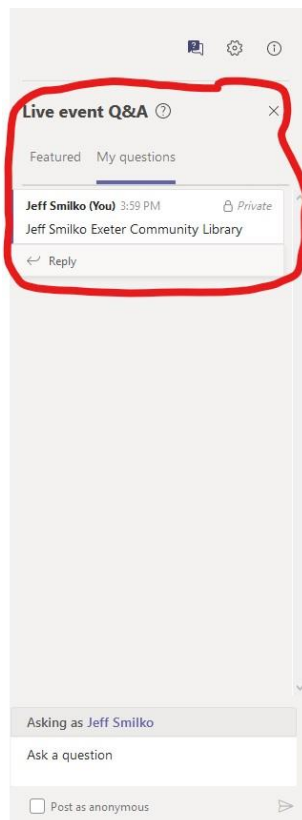 Live event Q&A
Featured My questions
Jeff Smilko (You) 3:59 PM Private
Jeff Smilko Exeter Community Library
Reply
Asking as Jeff Smilko
Ask a question
Post as anonymous